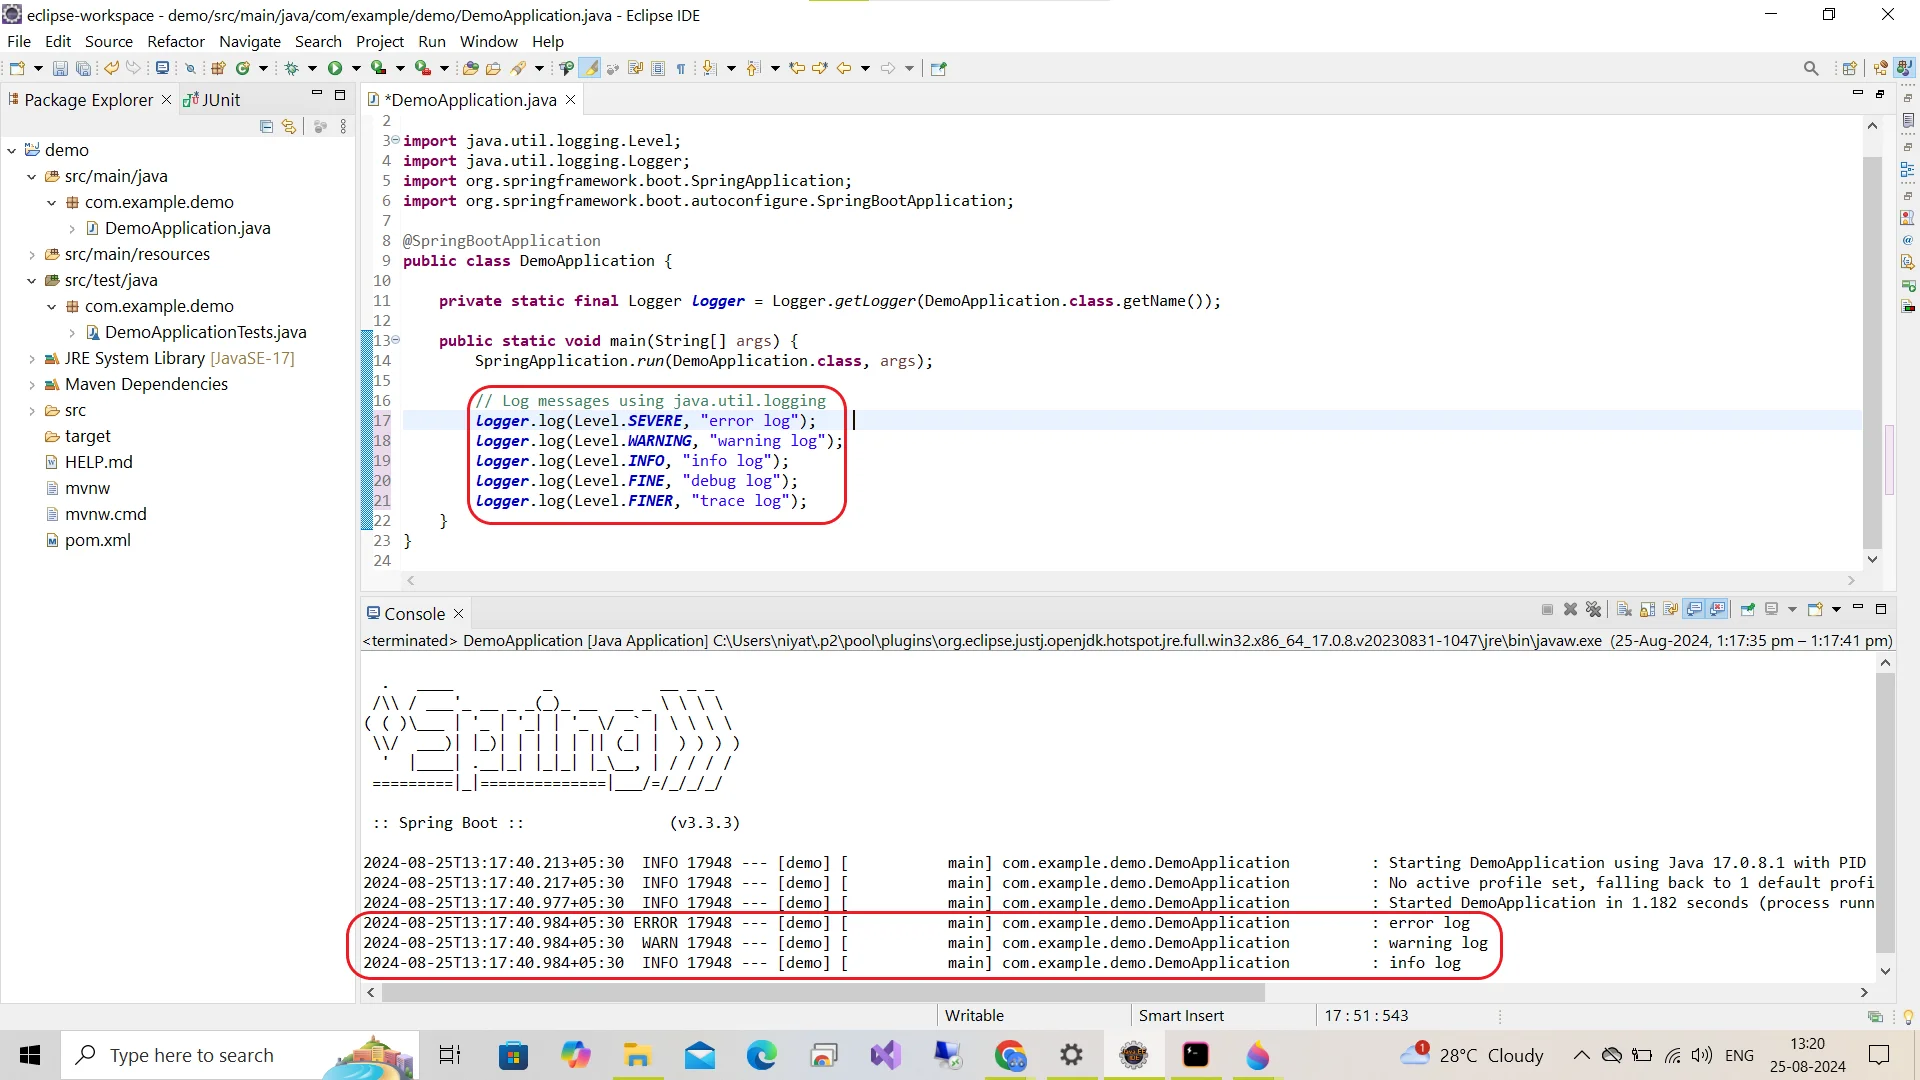 eclipse-workspace - demo/src/main/java/com/example/demo/DemoApplication.java - Eclipse IDE
File Edit Source Refactor Navigate Search Project Run Window Help
Package Explorer
JUnit
demo
src/main/java
com.example.demo
DemoApplication.java
src/main/resources
src/test/java
com.example.demo
DemoApplicationTests.java
JRE System Library [JavaSE-17]
Maven Dependencies
src
target
HELP.md
mvnw
mvnw.cmd
pom.xml
*DemoApplication.java
2
3 import java.util.logging.Level;
4 import java.util.logging.Logger;
5 import org.springframework.boot.SpringApplication;
6 import org.springframework.boot.autoconfigure.SpringBootApplication;
7
8 @SpringBootApplication
9 public class DemoApplication {
10
11 private static final Logger logger = Logger.getLogger(DemoApplication.class.getName());
12
13 public static void main(String[] args) {
14 SpringApplication.run(DemoApplication.class, args);
15
16 // Log messages using java.util.logging
17 logger.log(Level.SEVERE, "error log");
18 logger.log(Level.WARNING, "warning log");
19 logger.log(Level.INFO, "info log");
20 logger.log(Level.FINE, "debug log");
21 logger.log(Level.FINER, "trace log");
22 }
23 }
24
Console
<terminated> DemoApplication [Java Application] C:\Users\niyat\.p2\pool\plugins\org.eclipse.justj.openjdk.hotspot.jre.full.win32.x86_64_17.0.8.v20230831-1047\jre\bin\javaw.exe (25-Aug-2024, 1:17:35 pm – 1:17:41 pm)
Spring
:: Spring Boot :: (v3.3.3)
2024-08-25T13:17:40.213+05:30 INFO 17948 --- [demo] [ main] com.example.demo.DemoApplication : Starting DemoApplication using Java 17.0.8.1 with PID
2024-08-25T13:17:40.217+05:30 INFO 17948 --- [demo] [ main] com.example.demo.DemoApplication : No active profile set, falling back to 1 default profi
2024-08-25T13:17:40.977+05:30 INFO 17948 --- [demo] [ main] com.example.demo.DemoApplication : Started DemoApplication in 1.182 seconds (process runn
2024-08-25T13:17:40.984+05:30 ERROR 17948 --- [demo] [ main] com.example.demo.DemoApplication : error log
2024-08-25T13:17:40.984+05:30 WARN 17948 --- [demo] [ main] com.example.demo.DemoApplication : warning log
2024-08-25T13:17:40.984+05:30 INFO 17948 --- [demo] [ main] com.example.demo.DemoApplication : info log
Writable
Smart Insert
17 : 51 : 543
Type here to search
1
28°C Cloudy
ENG
13:20
25-08-2024